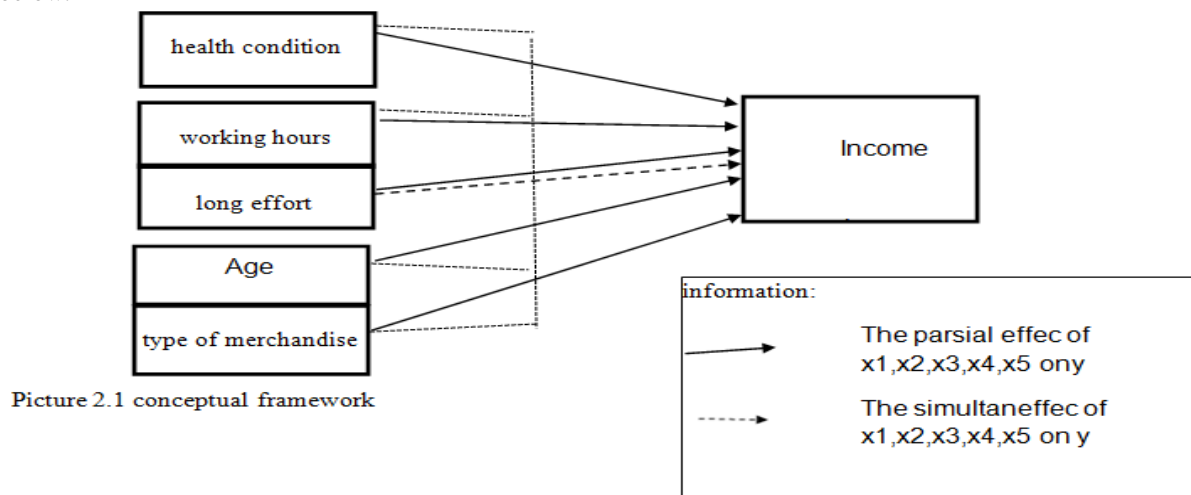 health condition
working hours
long effort
Age
type of merchandise
Income
information:
The parsial effec of
x1,x2,x3,x4,x5 ony
The simultaneffec of
x1,x2,x3,x4,x5 on y
Picture 2.1 conceptual framework